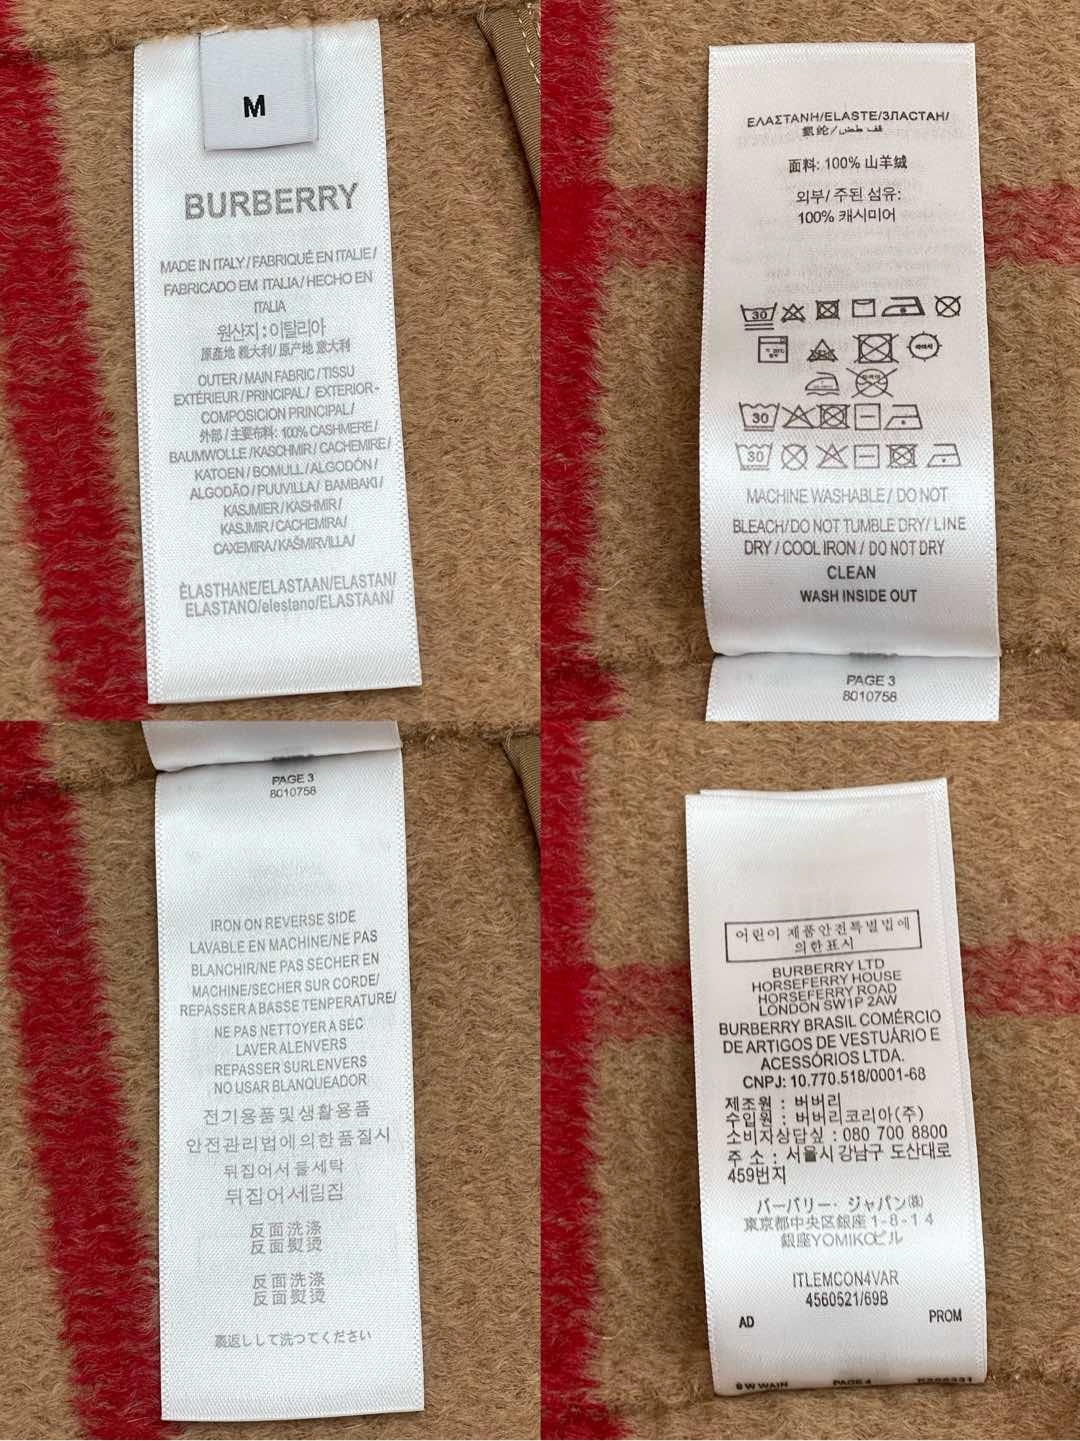 M
BURBERRY
MADE IN ITALY/FABRIQUÉ EN ITALIE/
FABRICADO EM ITALIA/HECHO EN
ITALIA
원산지:이탈리아
原產地 義大利/原产地 意大利
OUTER/MAIN FABRIC/TISSU
EXTÉRIEUR/PRINCIPAL/ EXTERIOR-
COMPOSICION PRINCIPAL/
外部/主要布料: 100% CASHMERE/
BAUMWOLLE/KASCHMIR/CACHEMIRE/
KATOEN/BOMULL/ALGODÓN/
ALGODÃO/PUUVILLA/ BAMBAKI/
KASJMIER/KASHMIR/
KASJMIR/CACHEMIRA/
CAXEMIRA/KAŠMIRVILLA/
ÈLASTHANE/ELASTAAN/ELASTAN/
ELASTANO/elestano/ELASTAAN/
ΕΛΑΣΤΑΝΗ/ELASTE/ЗЛАСТАН/
面料: 100% 山羊绒
외부/주된 섬유:
100% 캐시미어
30
30
30
MACHINE WASHABLE/ DO NOT
BLEACH/DO NOT TUMBLE DRY/ LINE
DRY / COOL IRON / DO NOT DRY
CLEAN
WASH INSIDE OUT
PAGE 3
8010758
PAGE 3
8010758
IRON ON REVERSE SIDE
LAVABLE EN MACHINE/NE PAS
BLANCHIR/NE PAS SECHER EN
MACHINE/SECHER SUR CORDE/
REPASSER A BASSE TENPERATURE/
NE PAS NETTOYER A SEC
LAVER ALENVERS
REPASSER SURLENVERS
NO USAR BLANQUEADOR
전기용품및생활용품
안전관리법에의한품질시
뒤집어서들세탁
뒤집어세림집
反面洗涤
反面熨烫
反面洗涤
反面熨烫
裏返しして洗つてください
어린이 제품안전특별법에
의한표시
BURBERRY LTD
HORSEFERRY HOUSE
HORSEFERRY ROAD
LONDON SW1P 2AW
BURBERRY BRASIL COMÉRCIO
DE ARTIGOS DE VESTUÁRIO E
ACESSÓRIOS LTDA.
CNPJ: 10.770.518/0001-68
제조원 : 버버리
수입원 : 버버리코리아(주)
소비자상답싶 : 080 700 8800
주 소 : 서울시강남구 도산대로
459번지
バーバリー・ジャパン㈱
東京都中央区銀座 1-8-14
銀座YOMIKOビル
ITLEMCON4VAR
4560521/69B
AD PROM
PAGE 4